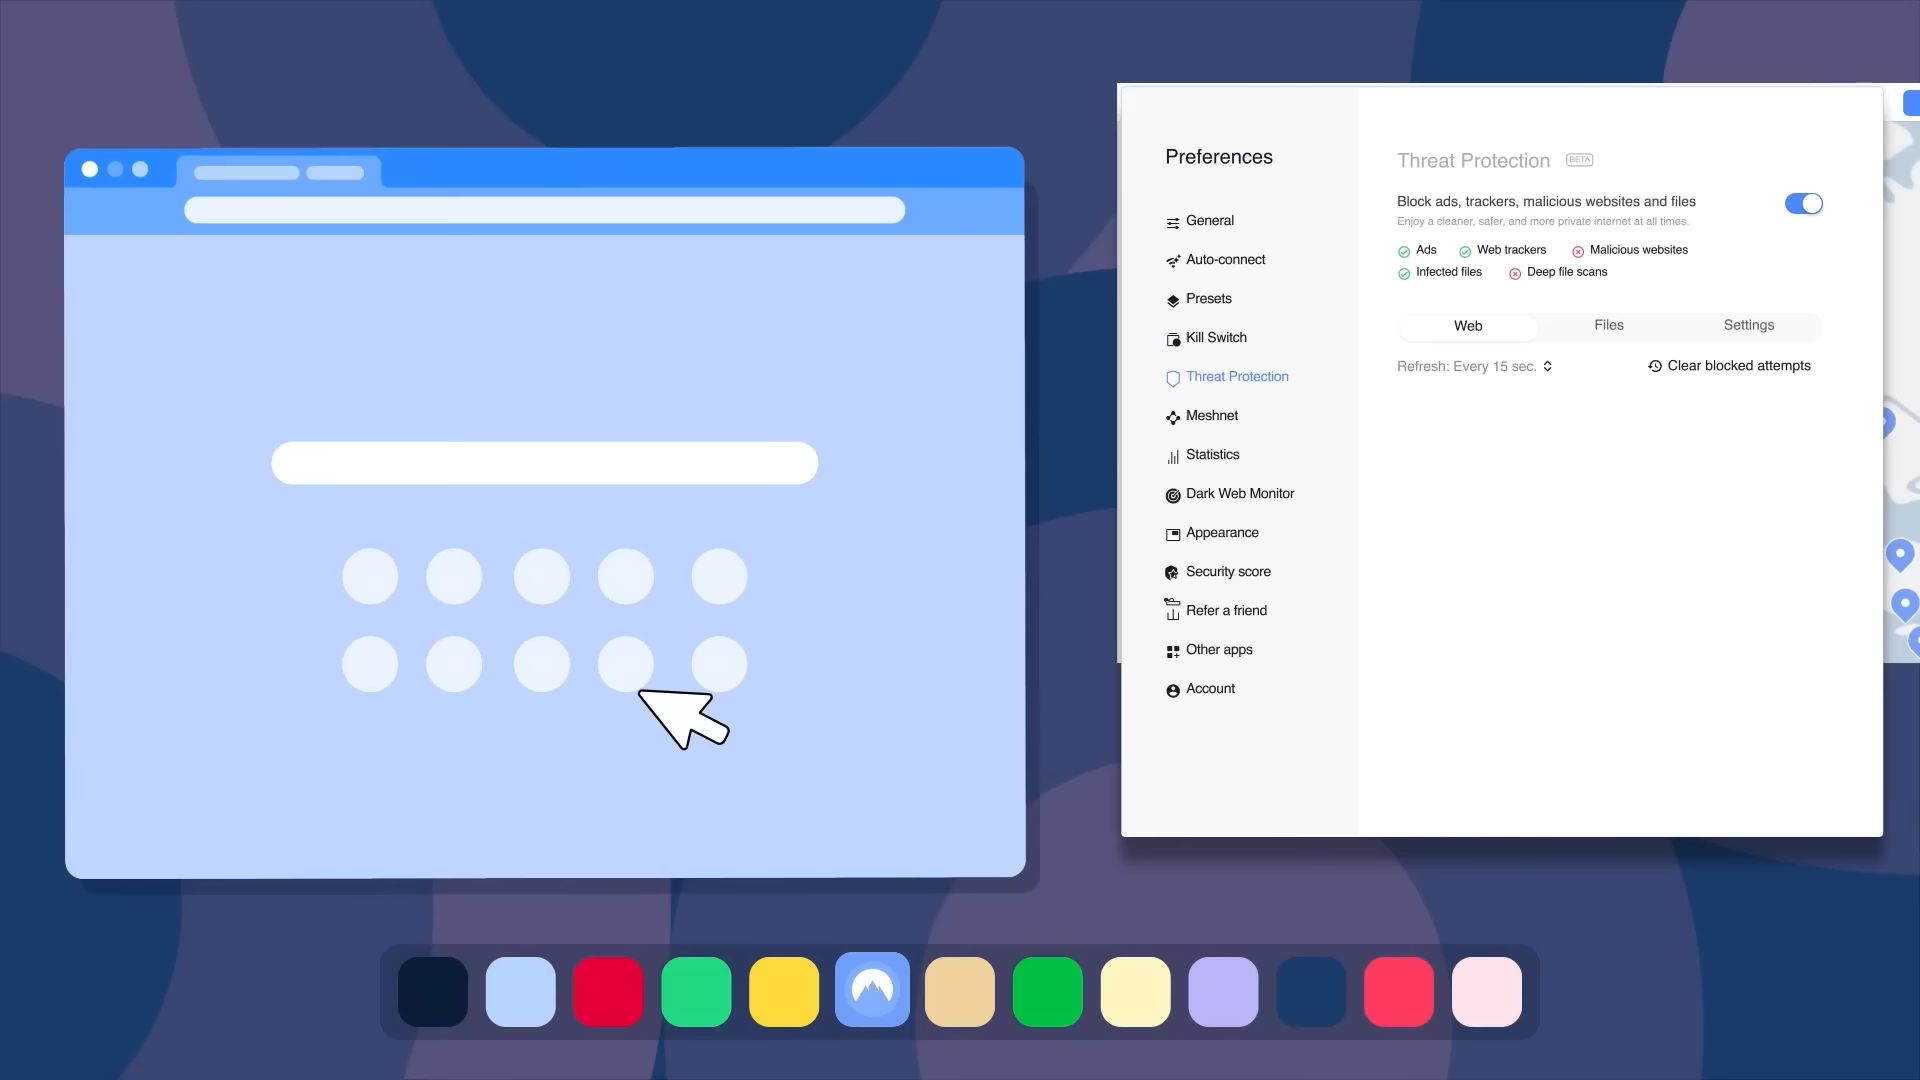 Preferences
General
Auto-connect
Presets
Kill Switch
Threat Protection
Meshnet
Statistics
Dark Web Monitor
Appearance
Security score
Refer a friend
Other apps
Account
Threat Protection BETA
Block ads, trackers, malicious websites and files
Enjoy a cleaner, safer, and more private internet at all times.
Ads Web trackers Malicious websites
Infected files Deep file scans
Web Files Settings
Refresh: Every 15 sec. Clear blocked attempts